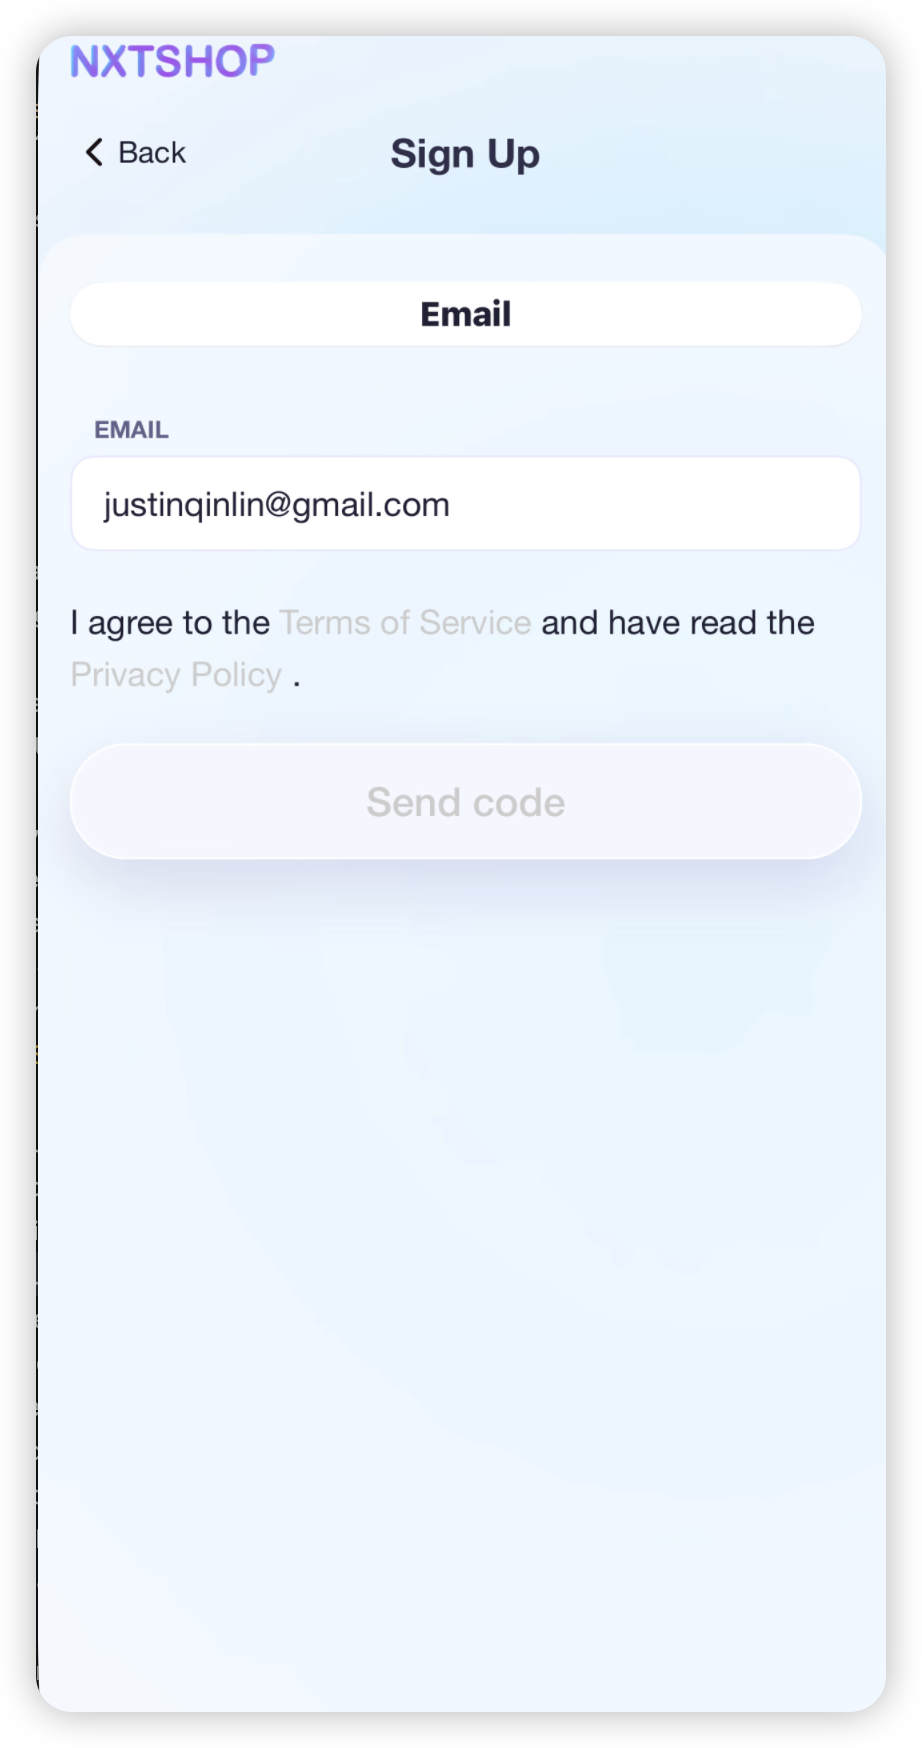 NXTSHOP
Back
Sign Up
Email
EMAIL
justinqinlin@gmail.com
I agree to the Terms of Service and have read the
Privacy Policy .
Send code